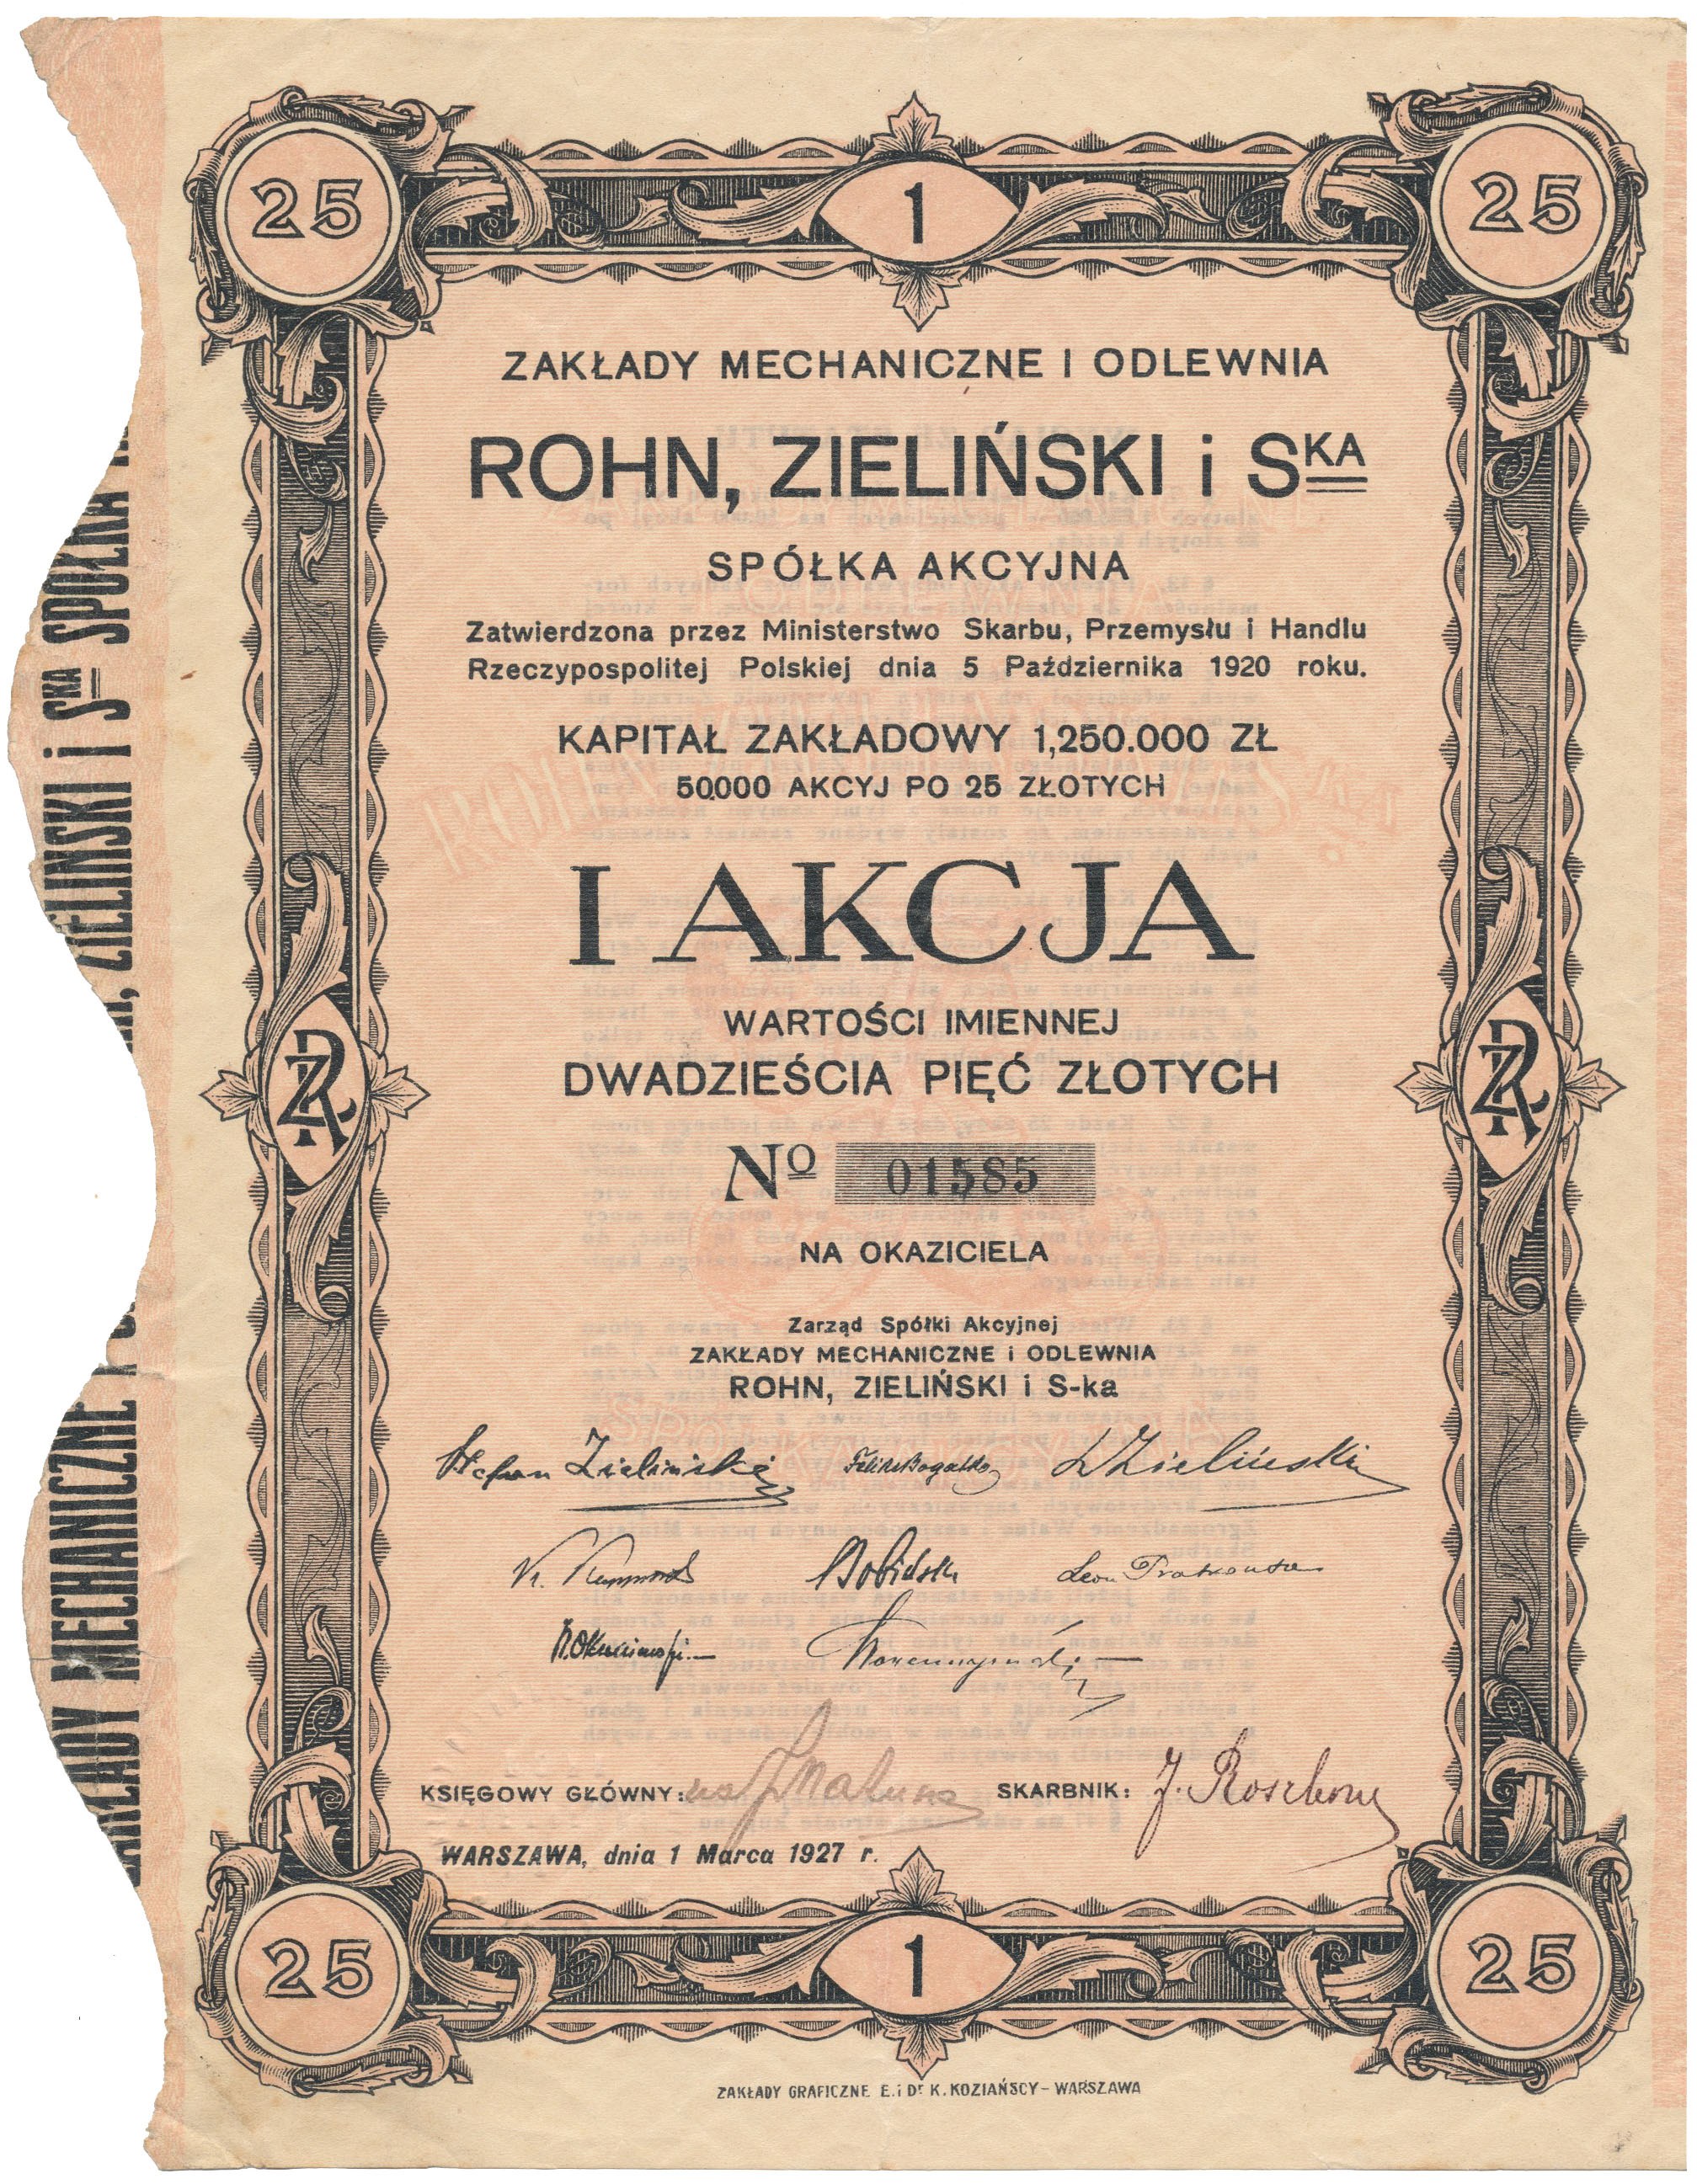 25
1
25
ZAKŁADY MECHANICZNE I ODLEWNIA
ROHN, ZIELIŃSKI i SKA
SPÓŁKA AKCYJNA
Zatwierdzona przez Ministerstwo Skarbu, Przemysłu i Handlu
Rzeczypospolitej Polskiej dnia 5 Października 1920 roku.
KAPITAŁ ZAKŁADOWY 1,250.000 ZŁ
50.000 AKCYJ PO 25 ZŁOTYCH
I AKCJA
WARTOŚCI IMIENNEJ
DWADZIEŚCIA PIĘĆ ZŁOTYCH
RZ
RZ
Nº 01585
NA OKAZICIELA
Zarząd Spółki Akcyjnej
ZAKŁADY MECHANICZNE i ODLEWNIA
ROHN, ZIELIŃSKI i S-ka
Stefan Zieliński
KSIĘGOWY GŁÓWNY: SKARBNIK:
WARSZAWA, dnia 1 Marca 1927 r.
25
1
25
ZAKŁADY GRAFICZNE E. i Dr K. KOZIAŃSCY – WARSZAWA
ZAKŁADY MECHANICZNE ZIELIŃSKI i SKA SPÓŁKA